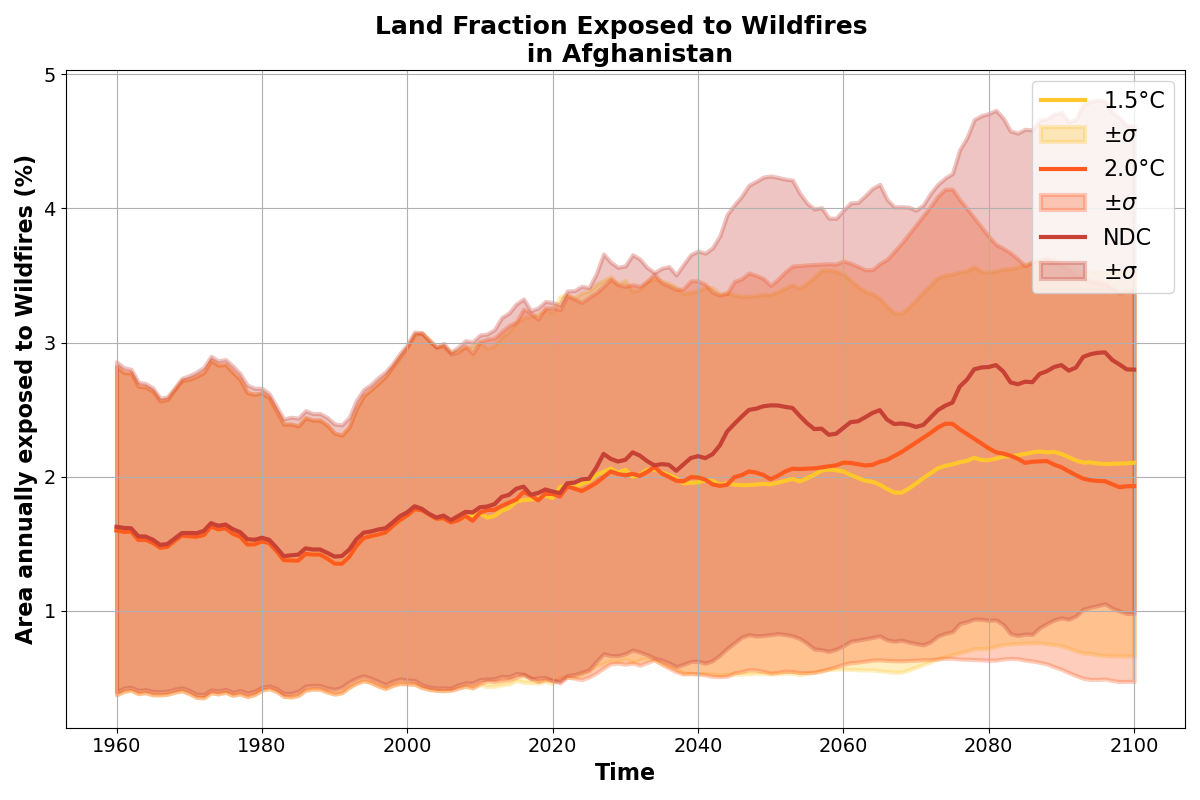 Land Fraction Exposed to Wildfires
in Afghanistan
Area annually exposed to Wildfires (%)
5
4
3
2
1
1960
1980
2000
2020
2040
2060
2080
2100
Time
1.5°C
±σ
2.0°C
±σ
NDC
±σ